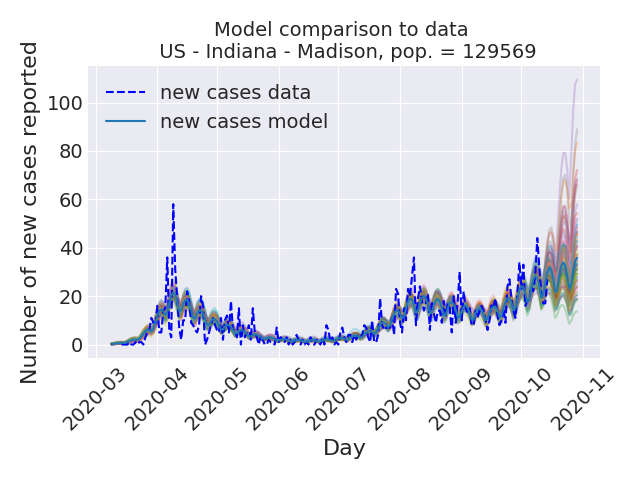 Model comparison to data
US - Indiana - Madison, pop. = 129569
Number of new cases reported
new cases data
new cases model
100
80
60
40
20
0
2020-03
2020-04
2020-05
2020-06
2020-07
2020-08
2020-09
2020-10
2020-11
Day